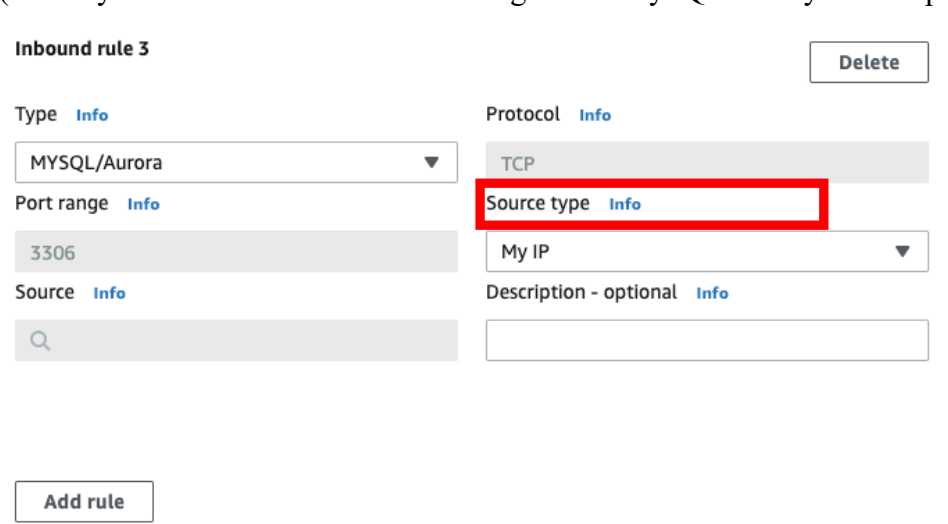 Inbound rule 3
Delete
Type Info
Protocol Info
MYSQL/Aurora
TCP
Port range Info
Source type Info
3306
My IP
Source Info
Description - optional Info
Add rule